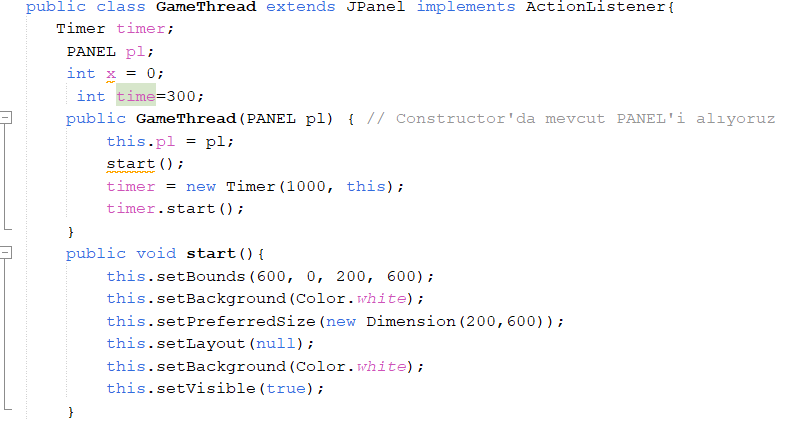 public class GameThread extends JPanel implements ActionListener{
Timer timer;
PANEL pl;
int x = 0;
int time=300;
public GameThread(PANEL pl) { // Constructor'da mevcut PANEL'i alıyoruz
this.pl = pl;
start();
timer = new Timer(1000, this);
timer.start();
}
public void start(){
this.setBounds(600, 0, 200, 600);
this.setBackground(Color.white);
this.setPreferredSize(new Dimension(200,600));
this.setLayout(null);
this.setBackground(Color.white);
this.setVisible(true);
}